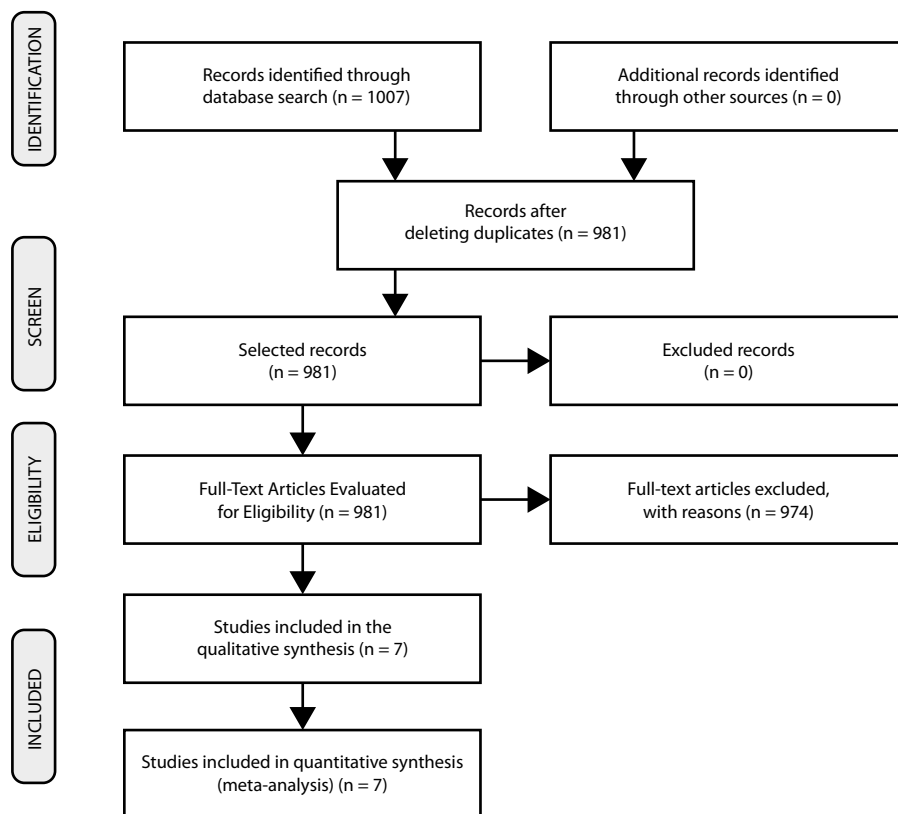 IDENTIFICATION
Records identified through
database search (n = 1007)
Additional records identified
through other sources (n = 0)
Records after
deleting duplicates (n = 981)
SCREEN
Selected records
(n = 981)
Excluded records
(n = 0)
ELIGIBILITY
Full-Text Articles Evaluated
for Eligibility (n = 981)
Full-text articles excluded,
with reasons (n = 974)
INCLUDED
Studies included in the
qualitative synthesis (n = 7)
Studies included in quantitative synthesis
(meta-analysis) (n = 7)